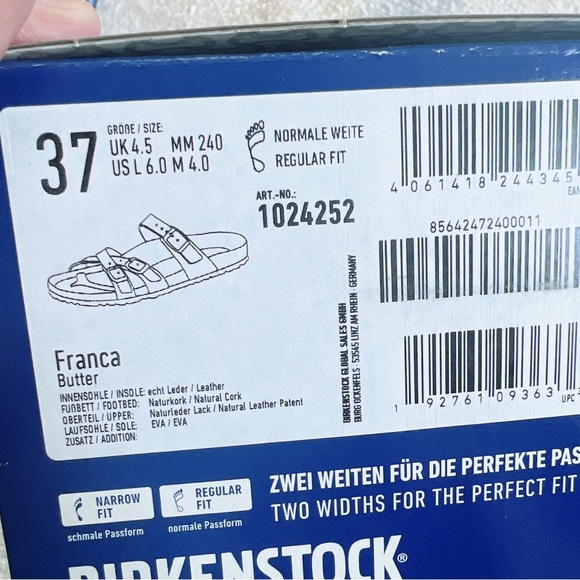 37
GRÖßE / SIZE:
UK 4.5 MM 240
US L 6.0 M 4.0
NORMALE WEITE
REGULAR FIT
ART.-NO.:
1024252
4 061418 244345
EAN
85642472400011
1 92761 09363
UPC
BIRKENSTOCK GLOBAL SALES GMBH
BURG OCKENFELS · 53545 LINZ AM RHEIN · GERMANY
Franca
Butter
INNENSOHLE / INSOLE: echt Leder / Leather
FUßBETT / FOOTBED: Naturkork / Natural Cork
OBERTEIL / UPPER: Naturleder Lack / Natural Leather Patent
LAUFSOHLE / SOLE: EVA / EVA
ZUSATZ / ADDITION:
NARROW FIT
schmale Passform
REGULAR FIT
normale Passform
ZWEI WEITEN FÜR DIE PERFEKTE PAS
TWO WIDTHS FOR THE PERFECT FIT
BIRKENSTOCK®